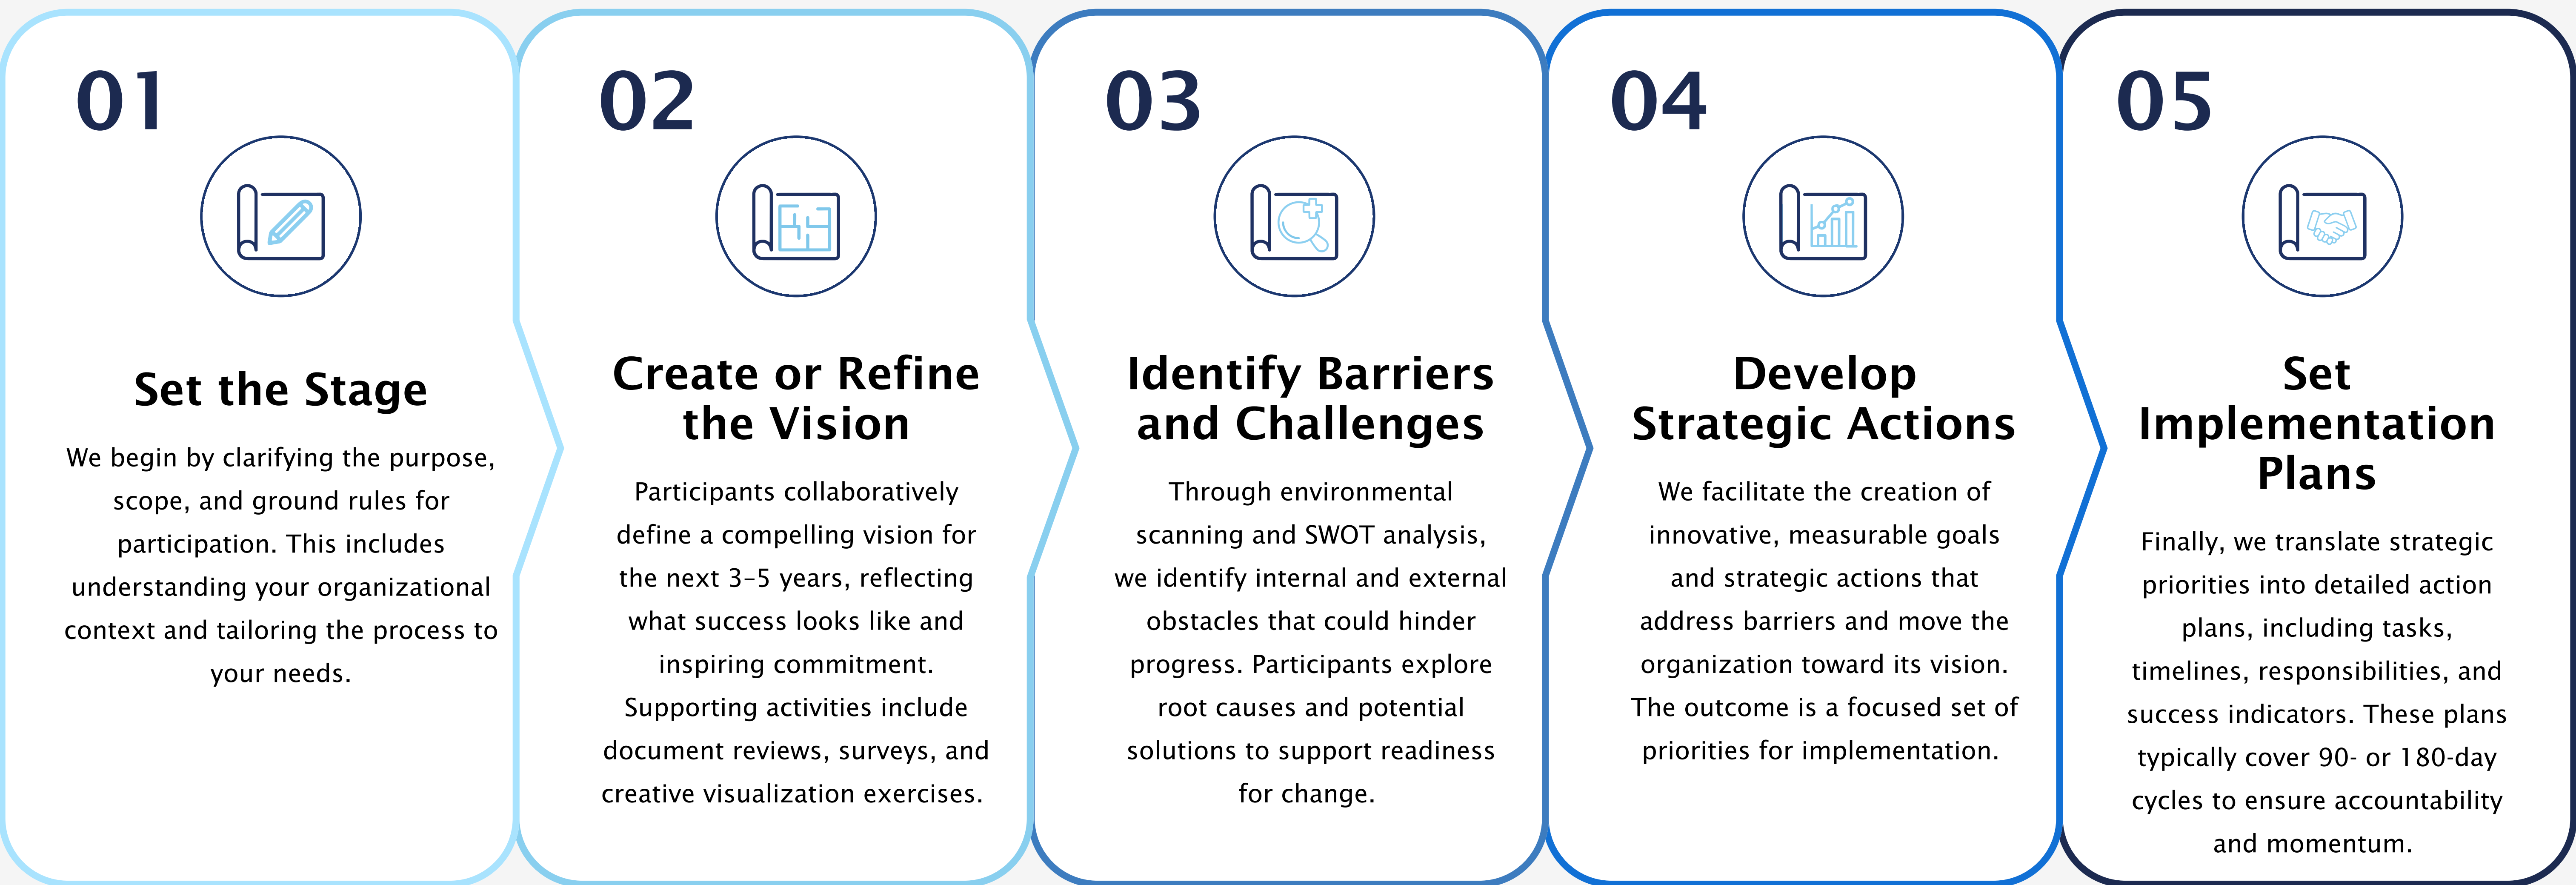 01
Set the Stage
We begin by clarifying the purpose,
scope, and ground rules for
participation. This includes
understanding your organizational
context and tailoring the process to
your needs.
02
Create or Refine
the Vision
Participants collaboratively
define a compelling vision for
the next 3–5 years, reflecting
what success looks like and
inspiring commitment.
Supporting activities include
document reviews, surveys, and
creative visualization exercises.
03
Identify Barriers
and Challenges
Through environmental
scanning and SWOT analysis,
we identify internal and external
obstacles that could hinder
progress. Participants explore
root causes and potential
solutions to support readiness
for change.
04
Develop
Strategic Actions
We facilitate the creation of
innovative, measurable goals
and strategic actions that
address barriers and move the
organization toward its vision.
The outcome is a focused set of
priorities for implementation.
05
Set
Implementation
Plans
Finally, we translate strategic
priorities into detailed action
plans, including tasks,
timelines, responsibilities, and
success indicators. These plans
typically cover 90- or 180-day
cycles to ensure accountability
and momentum.